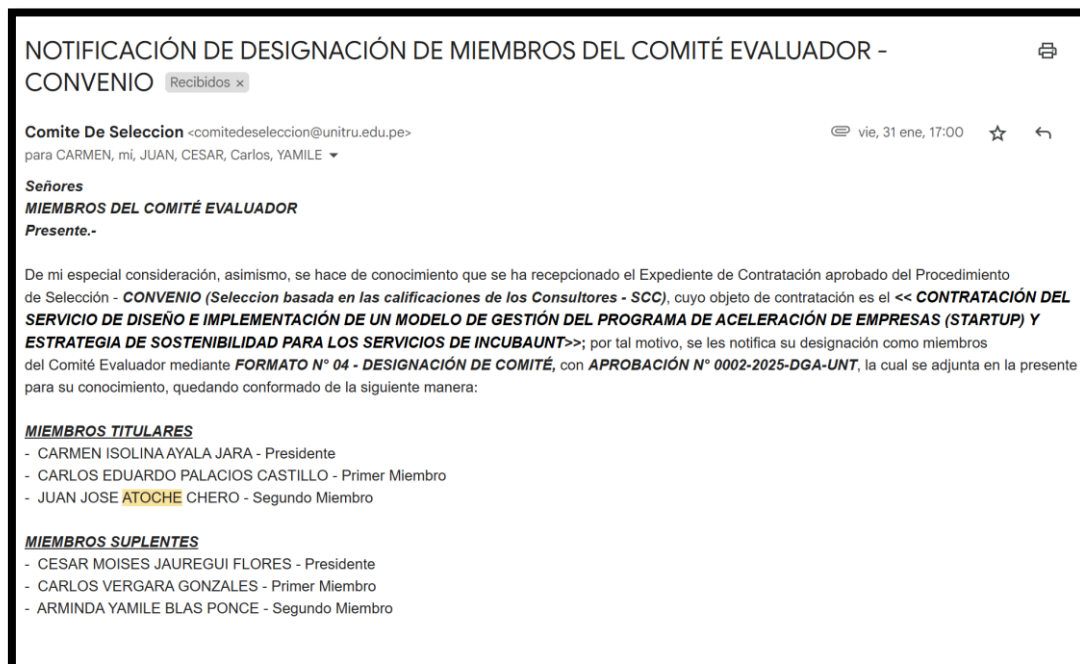 NOTIFICACIÓN DE DESIGNACIÓN DE MIEMBROS DEL COMITÉ EVALUADOR -
CONVENIO Recibidos ×
Comite De Seleccion <comitedeseleccion@unitru.edu.pe>
vie, 31 ene, 17:00
para CARMEN, mí, JUAN, CESAR, Carlos, YAMILE
Señores
MIEMBROS DEL COMITÉ EVALUADOR
Presente.-
De mi especial consideración, asimismo, se hace de conocimiento que se ha recepcionado el Expediente de Contratación aprobado del Procedimiento
de Selección - CONVENIO (Seleccion basada en las calificaciones de los Consultores - SCC), cuyo objeto de contratación es el << CONTRATACIÓN DEL
SERVICIO DE DISEÑO E IMPLEMENTACIÓN DE UN MODELO DE GESTIÓN DEL PROGRAMA DE ACELERACIÓN DE EMPRESAS (STARTUP) Y
ESTRATEGIA DE SOSTENIBILIDAD PARA LOS SERVICIOS DE INCUBAUNT>>; por tal motivo, se les notifica su designación como miembros
del Comité Evaluador mediante FORMATO N° 04 - DESIGNACIÓN DE COMITÉ, con APROBACIÓN N° 0002-2025-DGA-UNT, la cual se adjunta en la presente
para su conocimiento, quedando conformado de la siguiente manera:
MIEMBROS TITULARES
- CARMEN ISOLINA AYALA JARA - Presidente
- CARLOS EDUARDO PALACIOS CASTILLO - Primer Miembro
- JUAN JOSE ATOCHE CHERO - Segundo Miembro
MIEMBROS SUPLENTES
- CESAR MOISES JAUREGUI FLORES - Presidente
- CARLOS VERGARA GONZALES - Primer Miembro
- ARMINDA YAMILE BLAS PONCE - Segundo Miembro